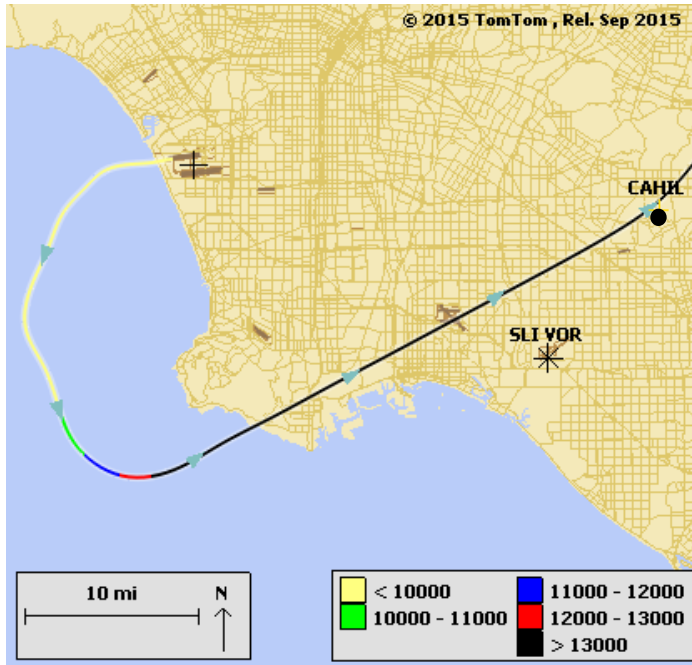 © 2015 TomTom , Rel. Sep 2015
CAHIL
SLI VOR
10 mi
N
< 10000
11000 - 12000
10000 - 11000
12000 - 13000
> 13000